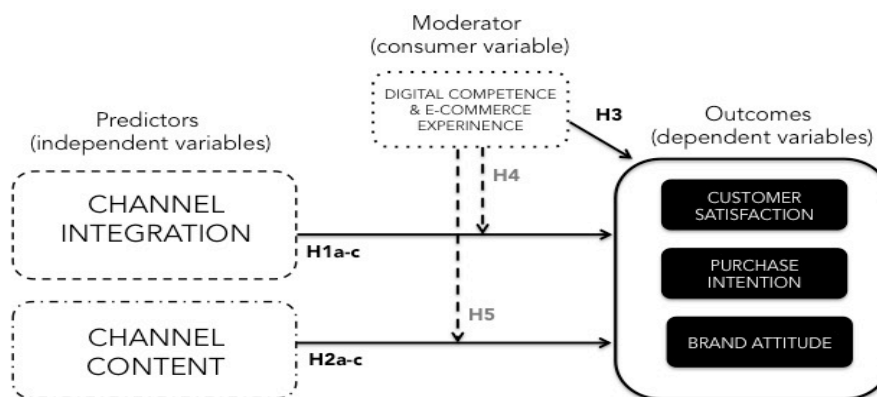 Moderator
(consumer variable)
DIGITAL COMPETENCE
& E-COMMERCE
EXPERINENCE
H3
Outcomes
(dependent variables)
Predictors
(independent variables)
H4
CHANNEL
INTEGRATION
H1a-c
CUSTOMER
SATISFACTION
PURCHASE
INTENTION
H5
CHANNEL
CONTENT
H2a-c
BRAND ATTITUDE